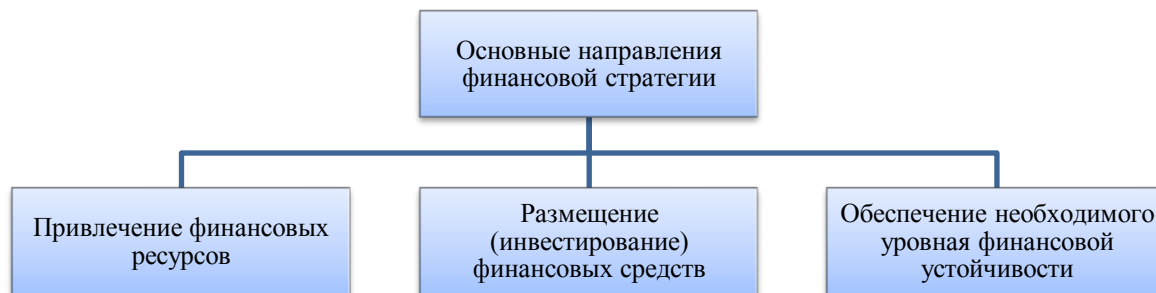 Основные направления
финансовой стратегии
Привлечение финансовых
ресурсов
Размещение
(инвестирование)
финансовых средств
Обеспечение необходимого
уровная финансовой
устойчивости